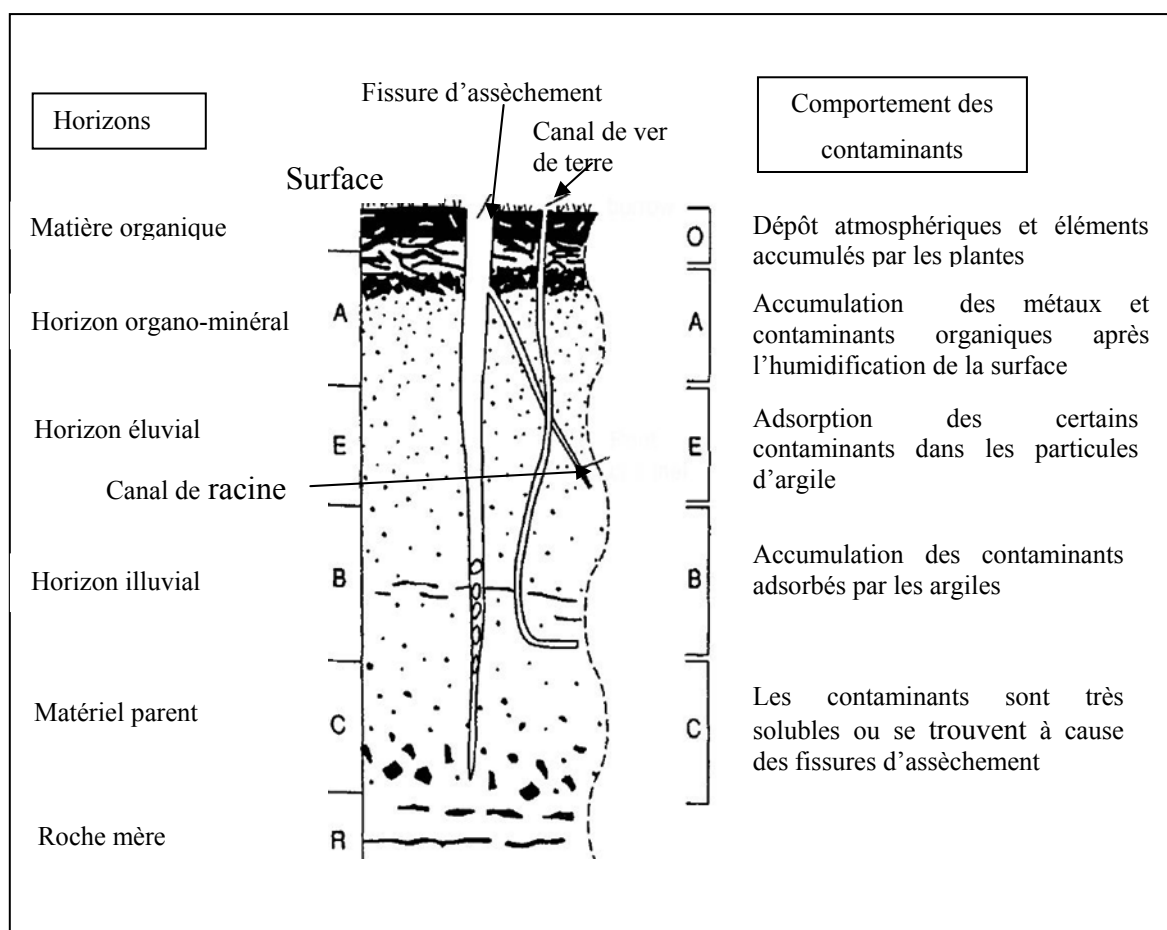 Fissure d'assèchement
Horizons
Canal de ver
de terre
Comportement des
contaminants
Surface
Matière organique
O
Dépôt atmosphériques et éléments
accumulés par les plantes
Horizon organo-minéral
A
A
Accumulation des métaux et
contaminants organiques après
l'humidification de la surface
Horizon éluvial
E
E
Adsorption des certains
contaminants dans les particules
d'argile
Canal de racine
Horizon illuvial
B
B
Accumulation des contaminants
adsorbés par les argiles
Matériel parent
C
C
Les contaminants sont très
solubles ou se trouvent à cause
des fissures d'assèchement
Roche mère
R